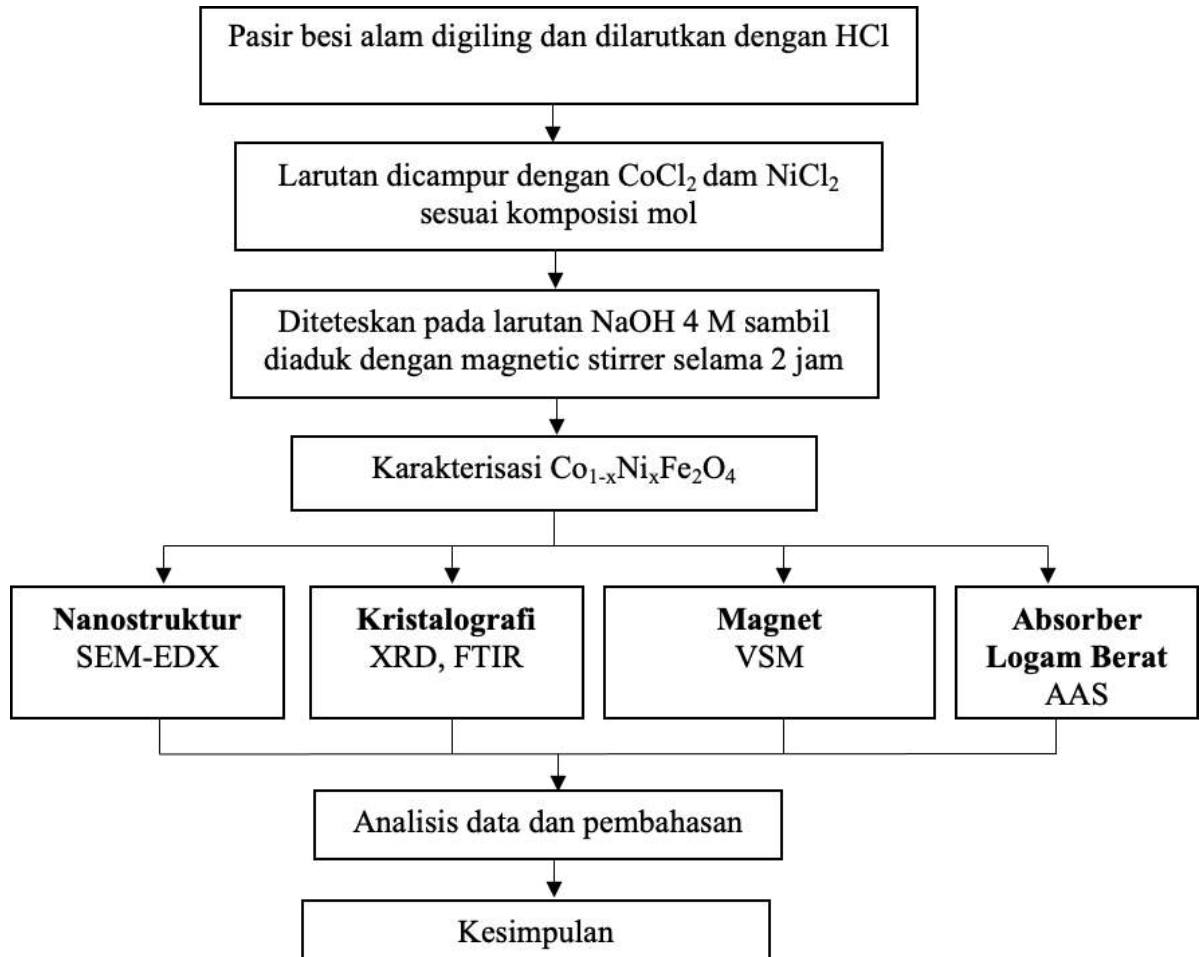 Pasir besi alam digiling dan dilarutkan dengan HCl
Larutan dicampur dengan CoCl₂ dam NiCl₂
sesuai komposisi mol
Diteteskan pada larutan NaOH 4 M sambil
diaduk dengan magnetic stirrer selama 2 jam
Karakterisasi Co₁₋ₓNiₓFe₂O₄
Nanostruktur
SEM-EDX
Kristalografi
XRD, FTIR
Magnet
VSM
Absorber
Logam Berat
AAS
Analisis data dan pembahasan
Kesimpulan